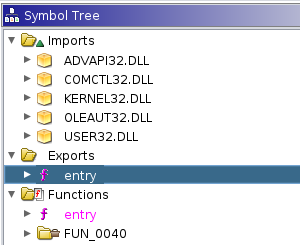 Symbol Tree
Imports
ADVAPI32.DLL
COMCTL32.DLL
KERNEL32.DLL
OLEAUT32.DLL
USER32.DLL
Exports
entry
Functions
entry
FUN_0040